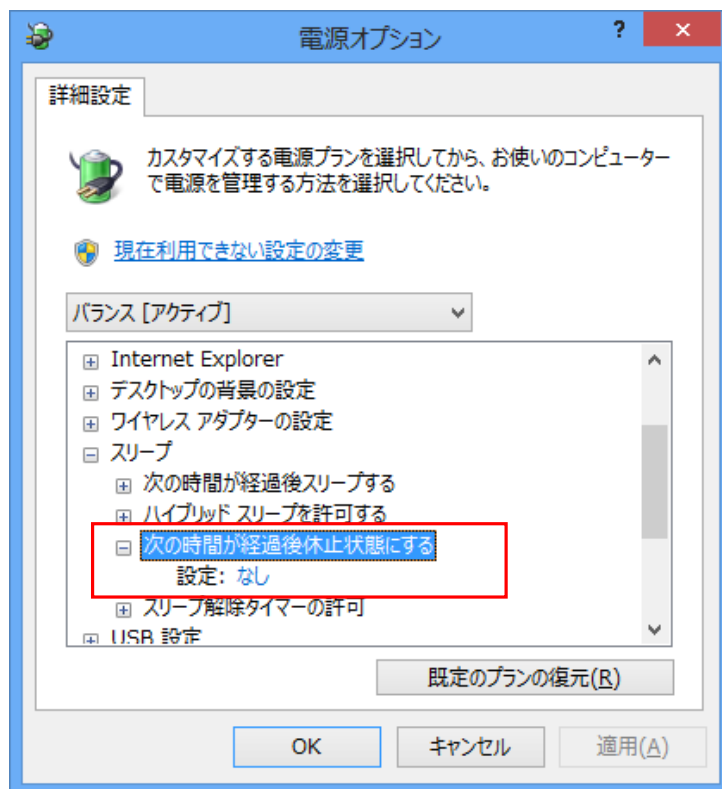 電源オプション
?
×
詳細設定
カスタマイズする電源プランを選択してから、お使いのコンピューター
で電源を管理する方法を選択してください。
現在利用できない設定の変更
バランス [アクティブ]
Internet Explorer
デスクトップの背景の設定
ワイヤレス アダプターの設定
スリープ
次の時間が経過後スリープする
ハイブリッド スリープを許可する
次の時間が経過後休止状態にする
設定: なし
スリープ解除タイマーの許可
USB 設定
既定のプランの復元(R)
OK
キャンセル
適用(A)